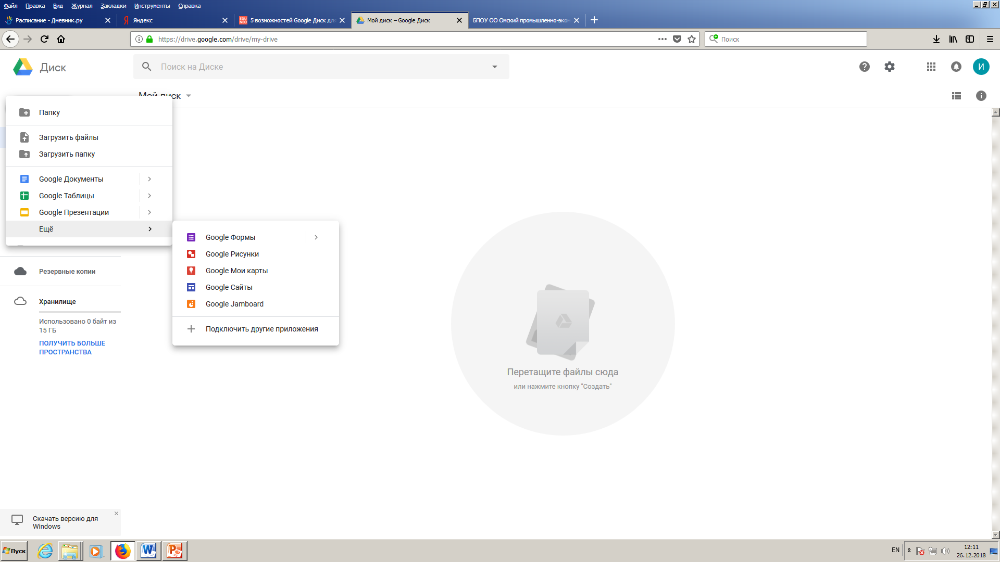 Файл Правка Вид Журнал Закладки Инструменты Справка
Расписание - Дневник.ру
Яндекс
5 возможностей Google Диск для
Мой диск – Google Диск
БПОУ ОО Омский промышленно-экон
https://drive.google.com/drive/my-drive
Поиск
Диск
Поиск на Диске
И
Мой диск
Папку
Загрузить файлы
Загрузить папку
Google Документы
Google Таблицы
Google Презентации
Ещё
Google Формы
Google Рисунки
Google Мои карты
Google Сайты
Google Jamboard
Подключить другие приложения
Резервные копии
Хранилище
Использовано 0 байт из
15 ГБ
ПОЛУЧИТЬ БОЛЬШЕ
ПРОСТРАНСТВА
Перетащите файлы сюда
или нажмите кнопку "Создать"
Скачать версию для
Windows
Пуск
EN
12:11
26.12.2018